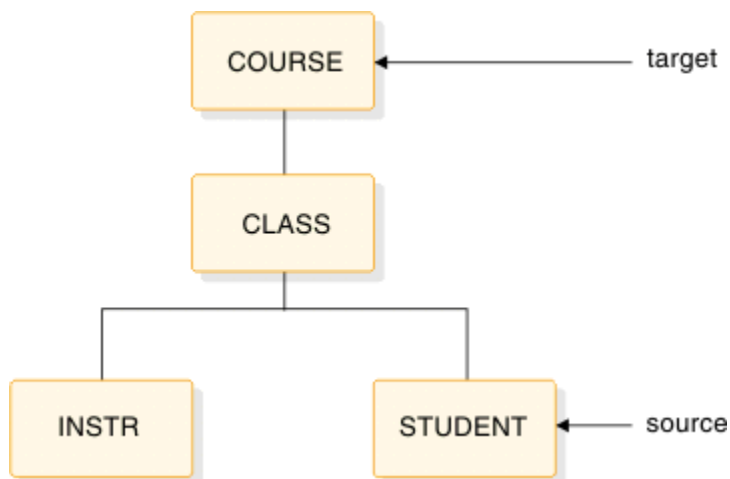 COURSE
target
CLASS
INSTR
STUDENT
source